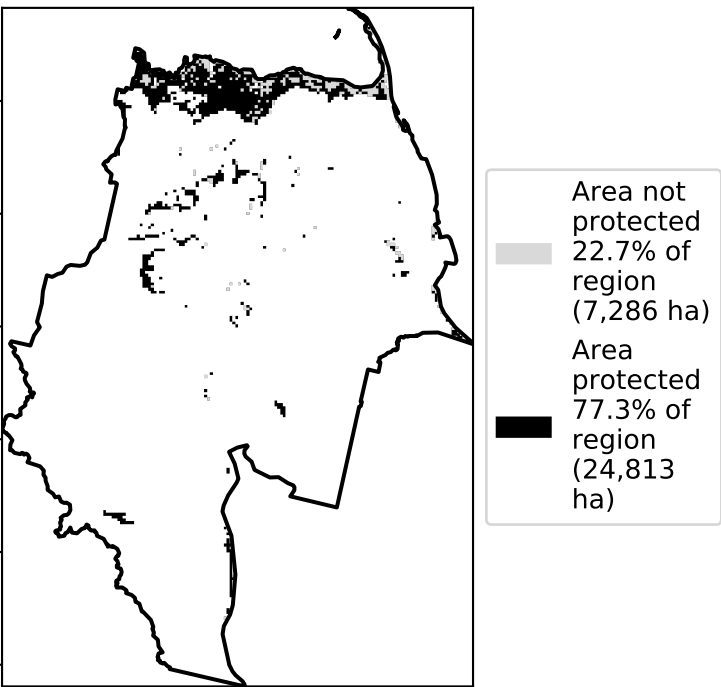 Area not
protected
22.7% of
region
(7,286 ha)
Area
protected
77.3% of
region
(24,813
ha)